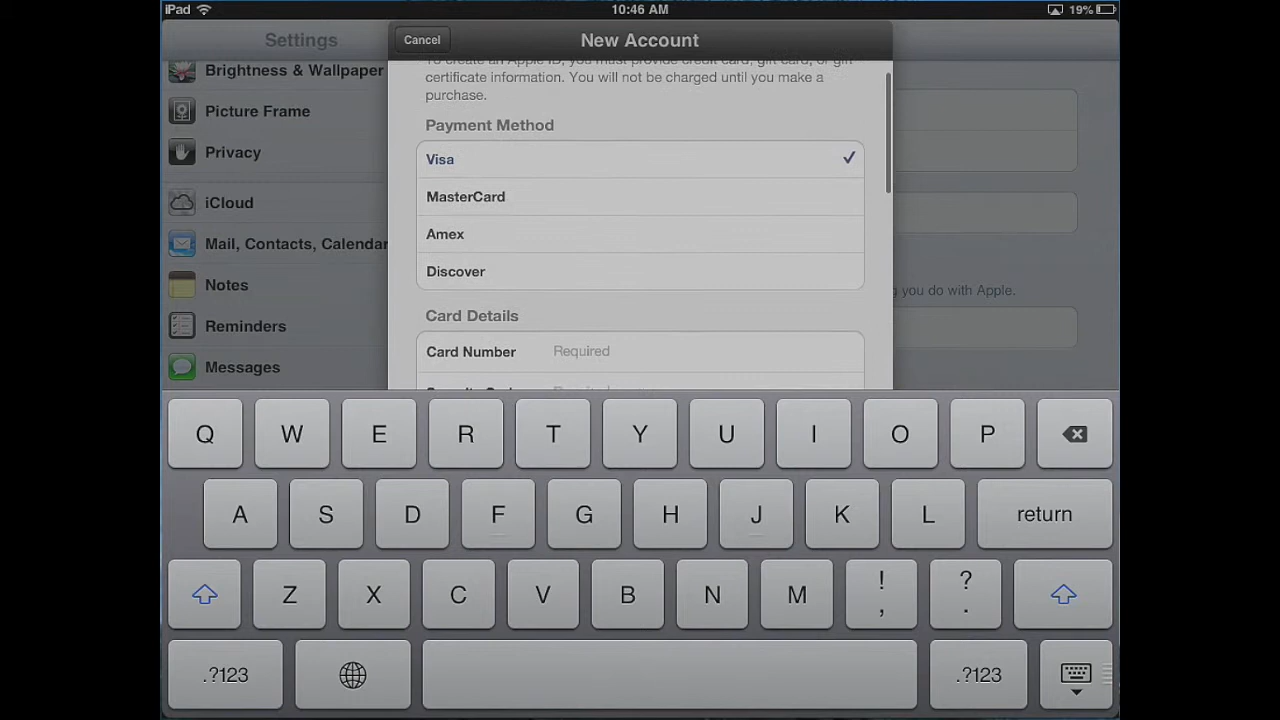 iPad 10:46 AM 19%
Settings
Cancel New Account
Brightness & Wallpaper
Picture Frame
Privacy
iCloud
Mail, Contacts, Calendar
Notes
Reminders
Messages
To create an Apple ID, you must provide credit card, gift card, or gift
certificate information. You will not be charged until you make a
purchase.
Payment Method
Visa
MasterCard
Amex
Discover
Card Details
Card Number Required
g you do with Apple.
Q W E R T Y U I O P
A S D F G H J K L return
Z X C V B N M ! , ? .
.?123 .?123